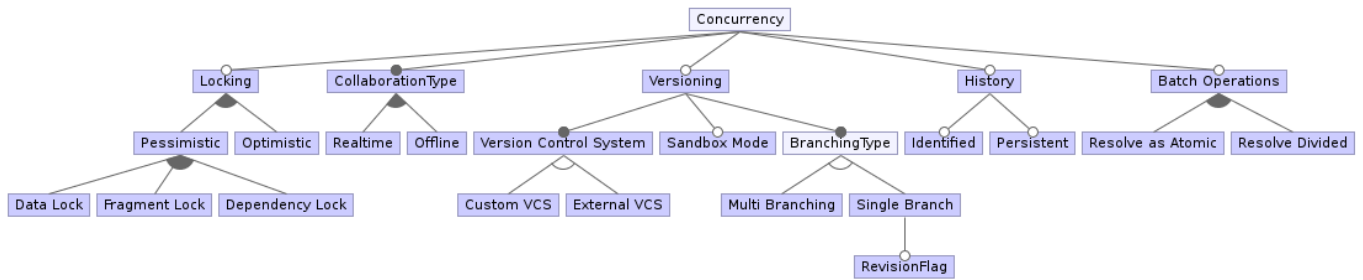 Concurrency
Locking
CollaborationType
Versioning
History
Batch Operations
Pessimistic
Optimistic
Realtime
Offline
Version Control System
Sandbox Mode
BranchingType
Identified
Persistent
Resolve as Atomic
Resolve Divided
Data Lock
Fragment Lock
Dependency Lock
Custom VCS
External VCS
Multi Branching
Single Branch
RevisionFlag